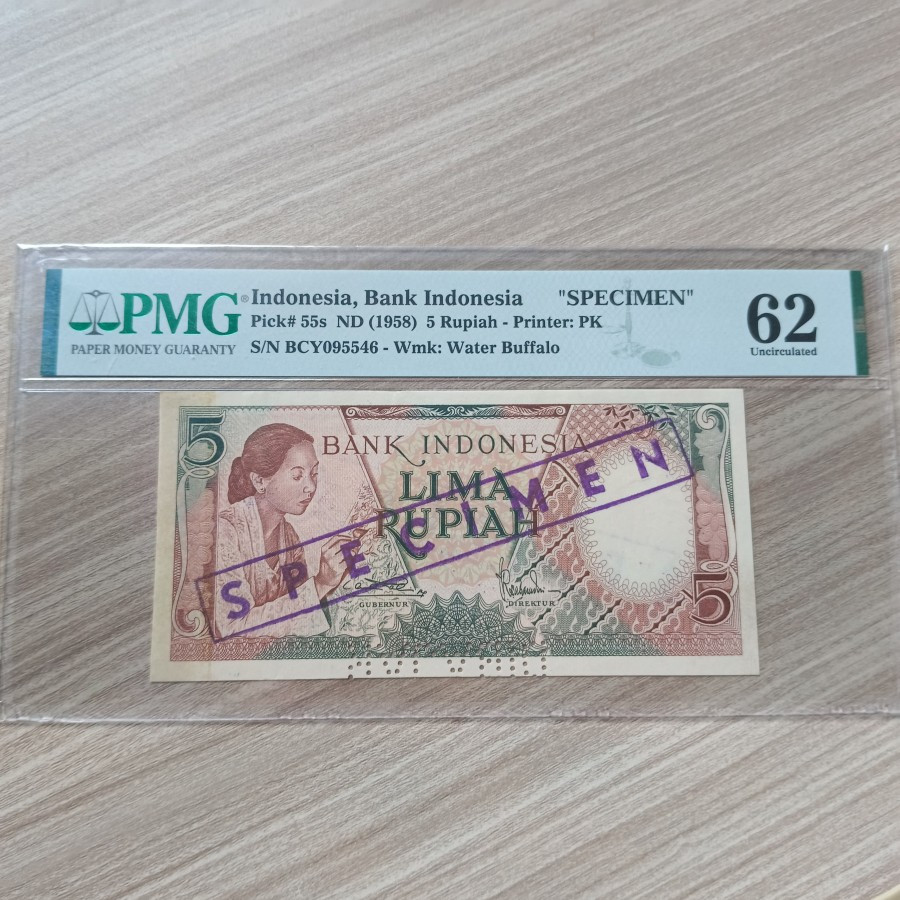 PMG®
PAPER MONEY GUARANTY
Indonesia, Bank Indonesia "SPECIMEN"
Pick# 55s ND (1958) 5 Rupiah - Printer: PK
S/N BCY095546 - Wmk: Water Buffalo
62
Uncirculated
5
BANK INDONESIA
LIMA
RUPIAH
SPECIMEN
GUBERNUR
DIREKTUR
5